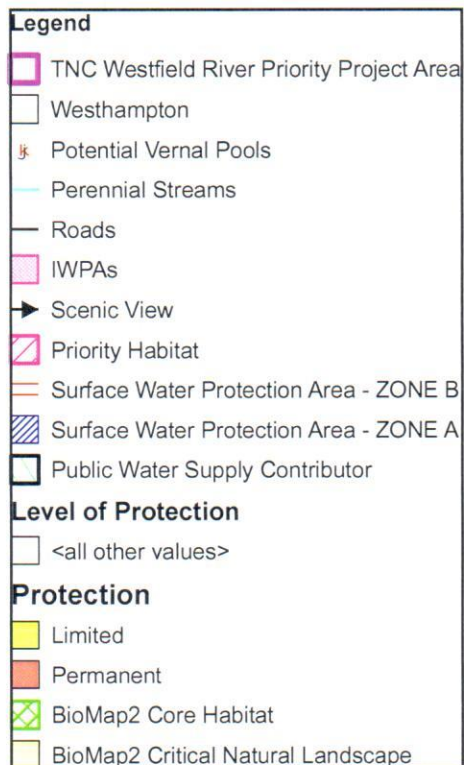 Legend
TNC Westfield River Priority Project Area
Westhampton
Potential Vernal Pools
Perennial Streams
Roads
IWPAs
Scenic View
Priority Habitat
Surface Water Protection Area - ZONE B
Surface Water Protection Area - ZONE A
Public Water Supply Contributor
Level of Protection
<all other values>
Protection
Limited
Permanent
BioMap2 Core Habitat
BioMap2 Critical Natural Landscape